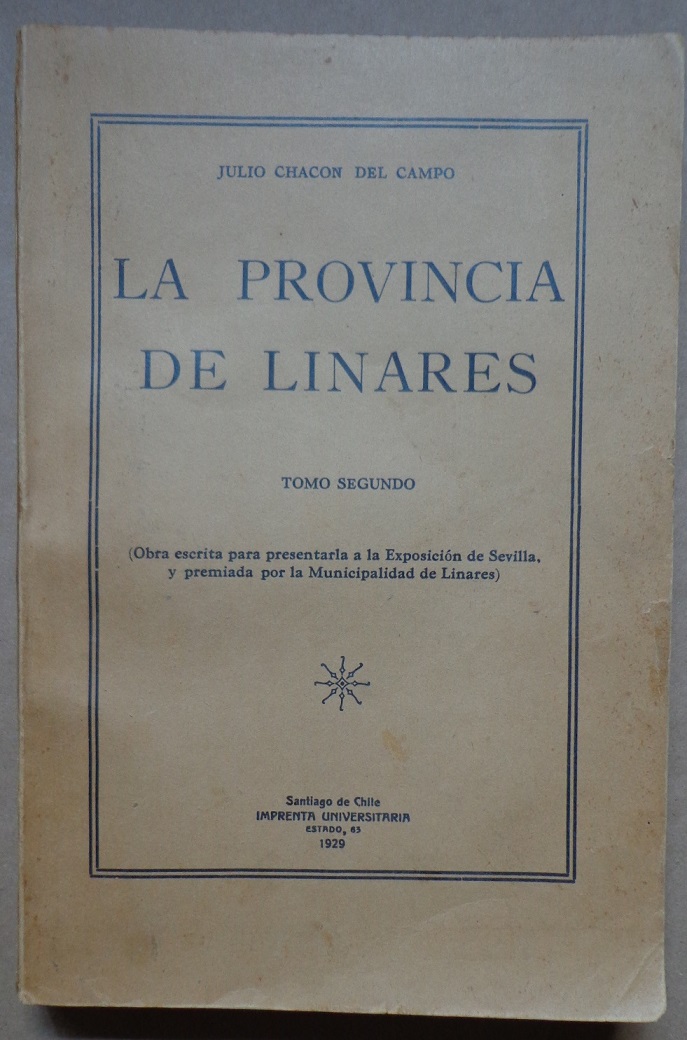 JULIO CHACON DEL CAMPO
LA PROVINCIA
DE LINARES
TOMO SEGUNDO
(Obra escrita para presentarla a la Exposición de Sevilla,
y premiada por la Municipalidad de Linares)
Santiago de Chile
IMPRENTA UNIVERSITARIA
ESTADO, 63
1929